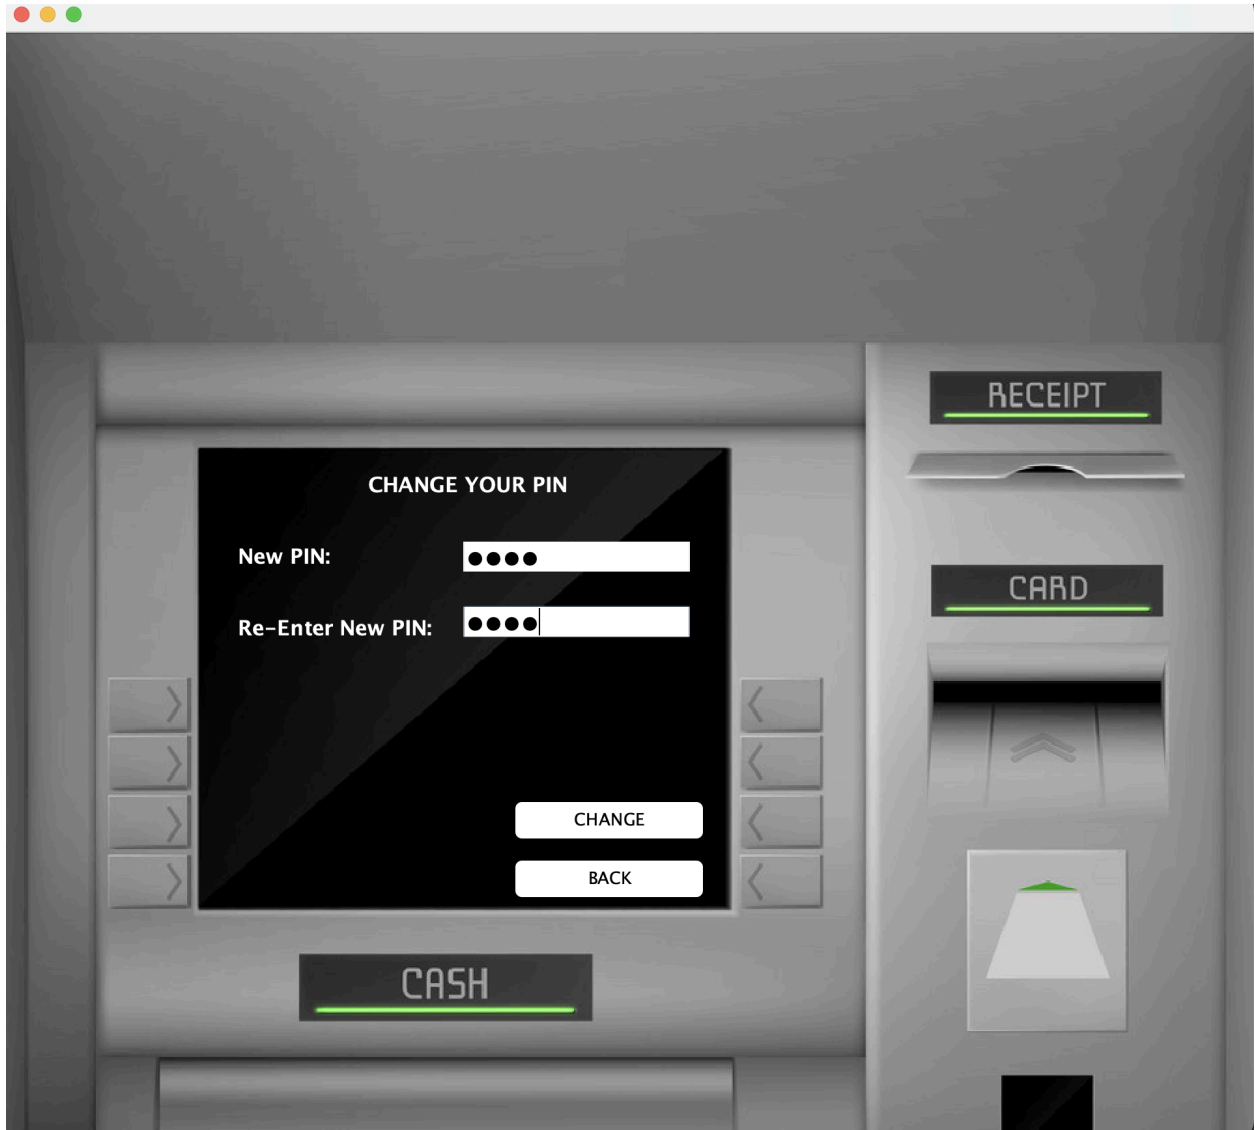 RECEIPT
CHANGE YOUR PIN
New PIN: ●●●●
CARD
Re-Enter New PIN: ●●●●
CHANGE
BACK
CASH